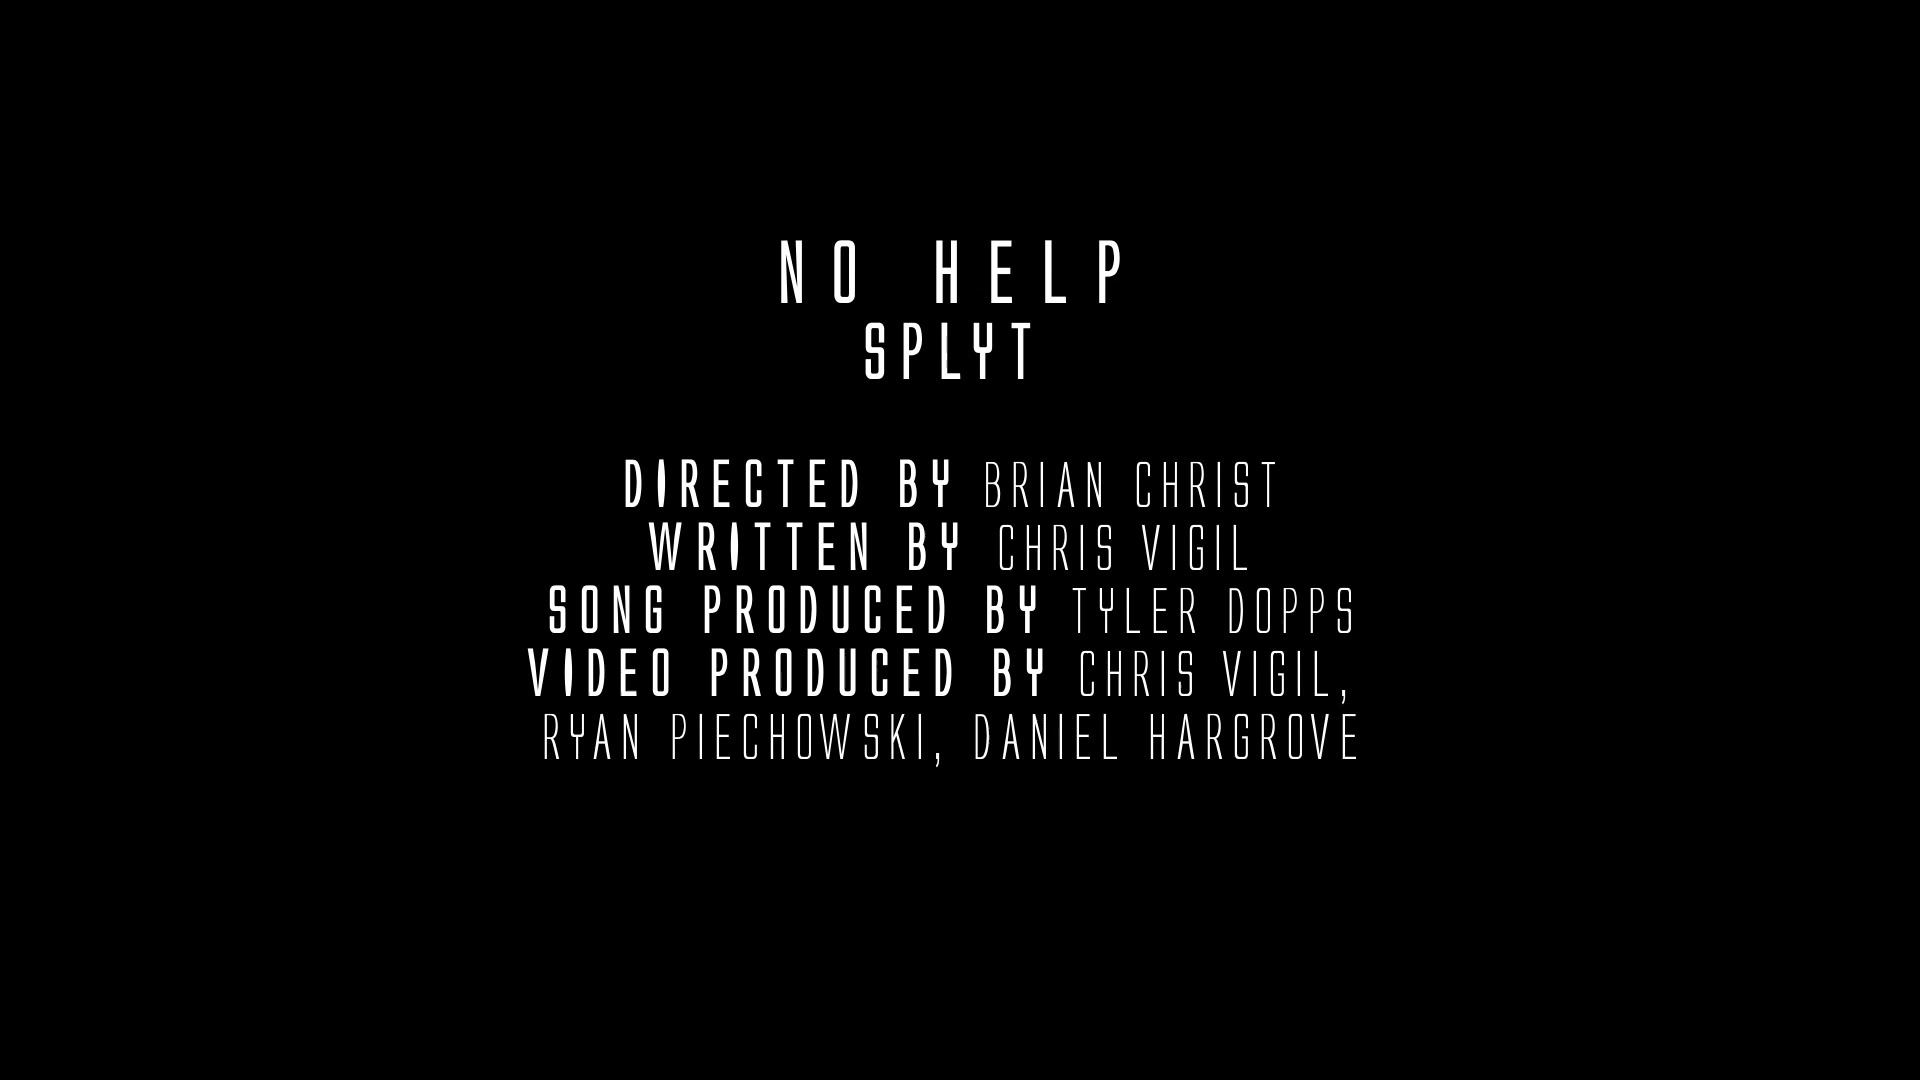 NO HELP
SPLYT
DIRECTED BY BRIAN CHRIST
WRITTEN BY CHRIS VIGIL
SONG PRODUCED BY TYLER DOPPS
VIDEO PRODUCED BY CHRIS VIGIL,
RYAN PIECHOWSKI, DANIEL HARGROVE